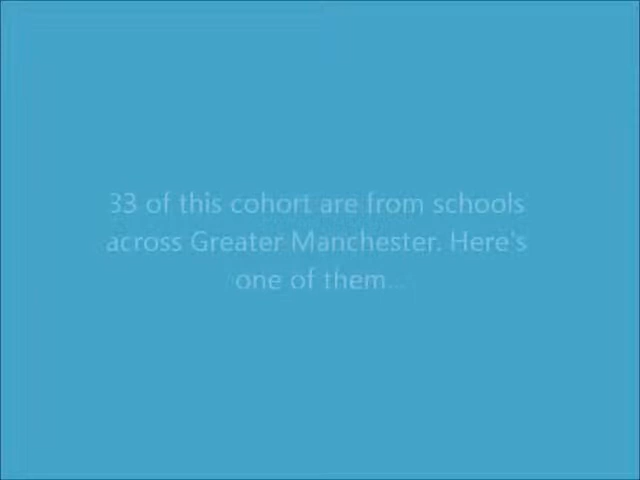 33 of this cohort are from schools
across Greater Manchester. Here's
one of them...